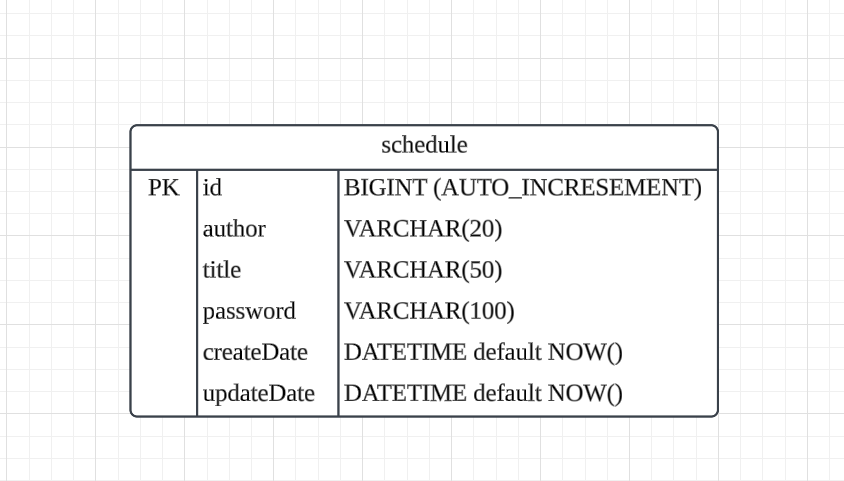 schedule
PK id BIGINT (AUTO_INCRESEMENT)
author VARCHAR(20)
title VARCHAR(50)
password VARCHAR(100)
createDate DATETIME default NOW()
updateDate DATETIME default NOW()